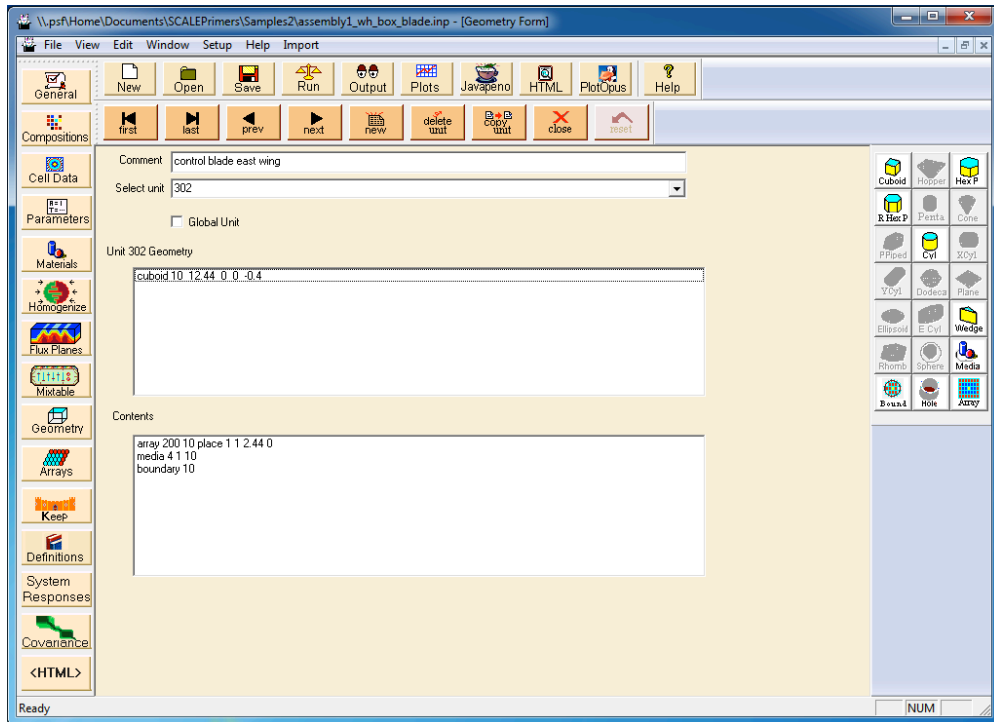 \\.psf\Home\Documents\SCALEPrimers\Samples2\assembly1_wh_box_blade.inp - [Geometry Form]
File View Edit Window Setup Help Import
General
New Open Save Run Output Plots Javapeno HTML PlotOpus Help
Compositions
first last prev next new delete unit copy unit close reset
Cell Data
Parameters
Materials
Homogenize
Flux Planes
Mixtable
Geometry
Arrays
Keep
Definitions
System Responses
Covariance
<HTML>
Comment control blade east wing
Select unit 302
Global Unit
Unit 302 Geometry
cuboid 10 12.44 0 0 -0.4
Contents
array 200 10 place 1 1 2.44 0
media 4 1 10
boundary 10
Cuboid Hopper Hex P
R Hex P Penta Cone
PPiped Cyl XCyl
YCyl Dodeca Plane
Ellipsoid E Cyl Wedge
Rhomb Sphere Media
Bound Hole Array
Ready
NUM